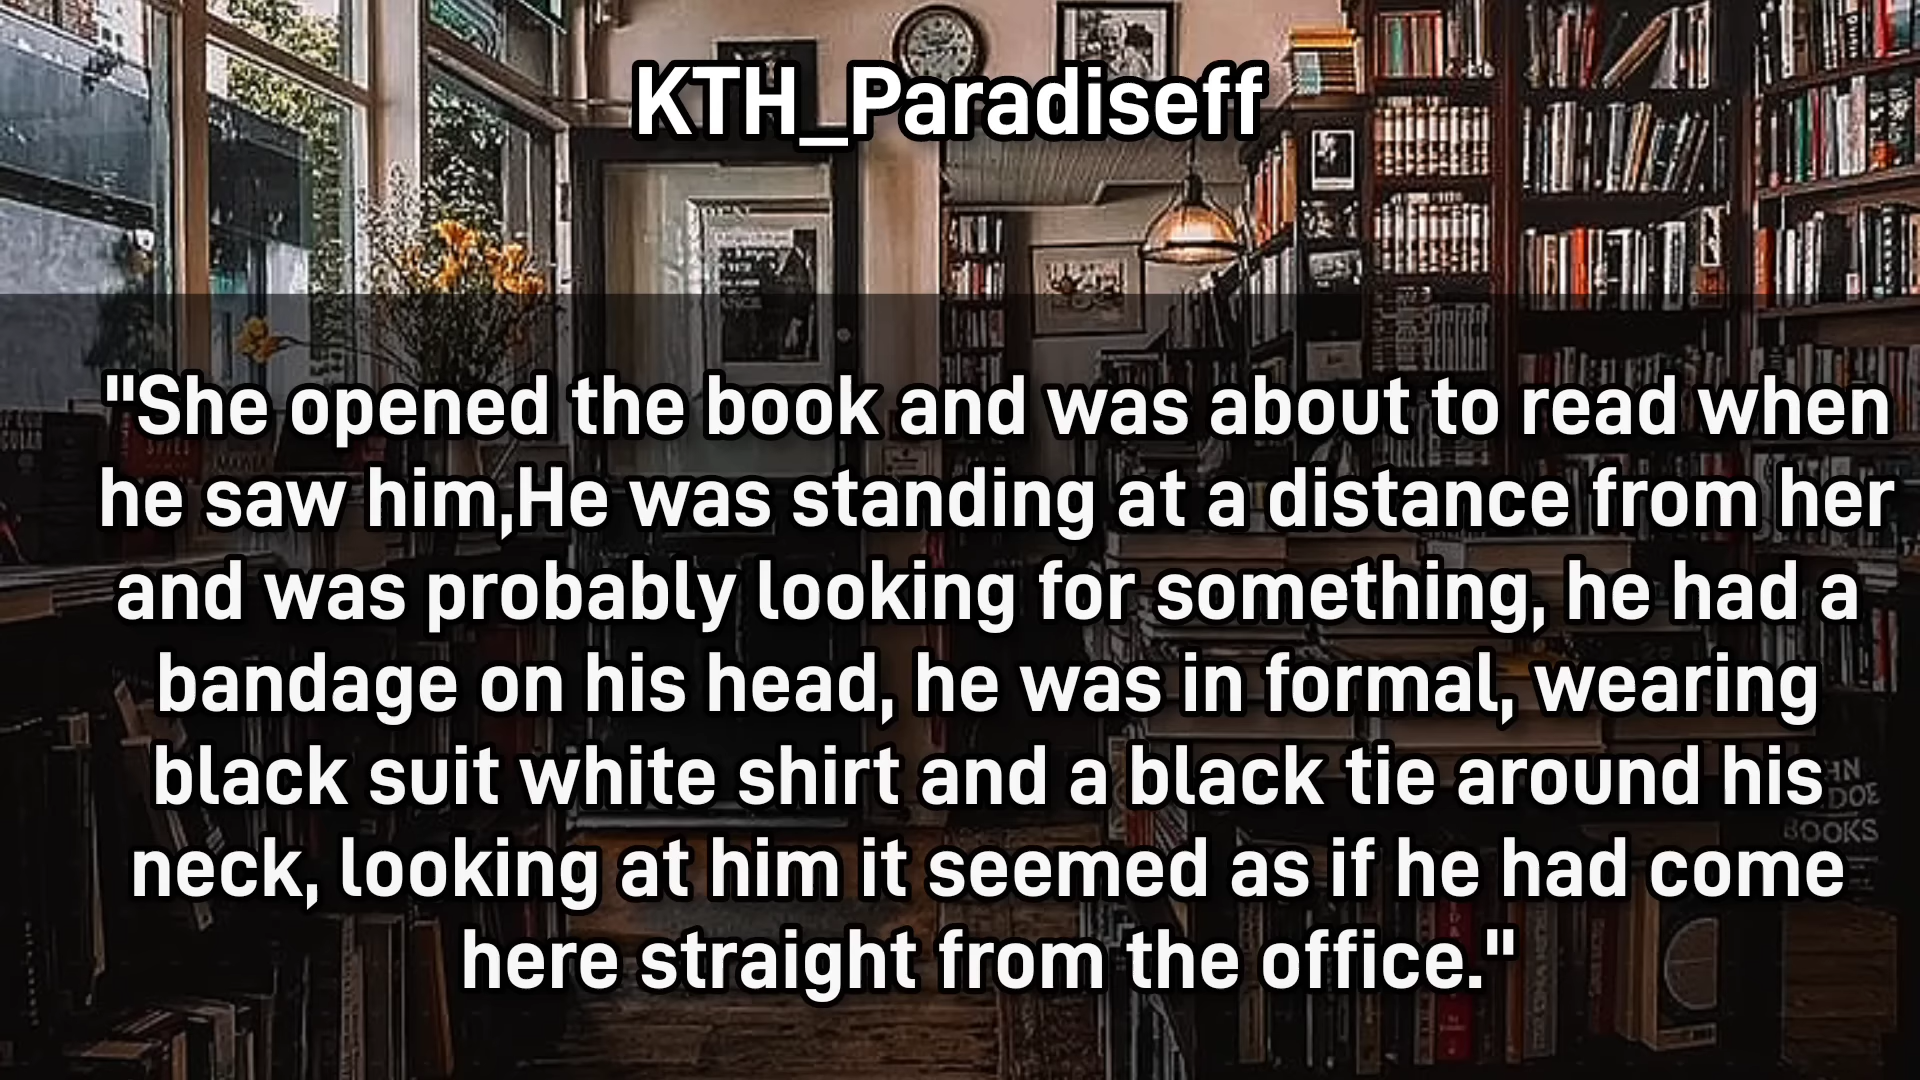 KTH_Paradiseff
"She opened the book and was about to read when
he saw him,He was standing at a distance from her
and was probably looking for something, he had a
bandage on his head, he was in formal, wearing
black suit white shirt and a black tie around his
neck, looking at him it seemed as if he had come
here straight from the office."
BOOKS